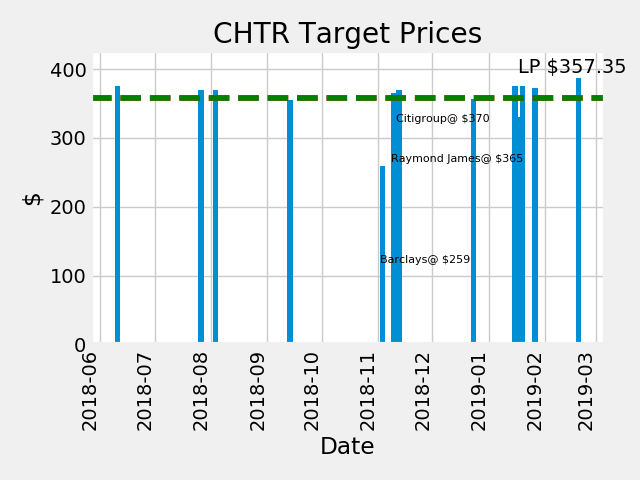 CHTR Target Prices
LP $357.35
400
300
200
100
0
$
Citigroup@ $370
Raymond James@ $365
Barclays@ $259
2018-06
2018-07
2018-08
2018-09
2018-10
2018-11
2018-12
2019-01
2019-02
2019-03
Date